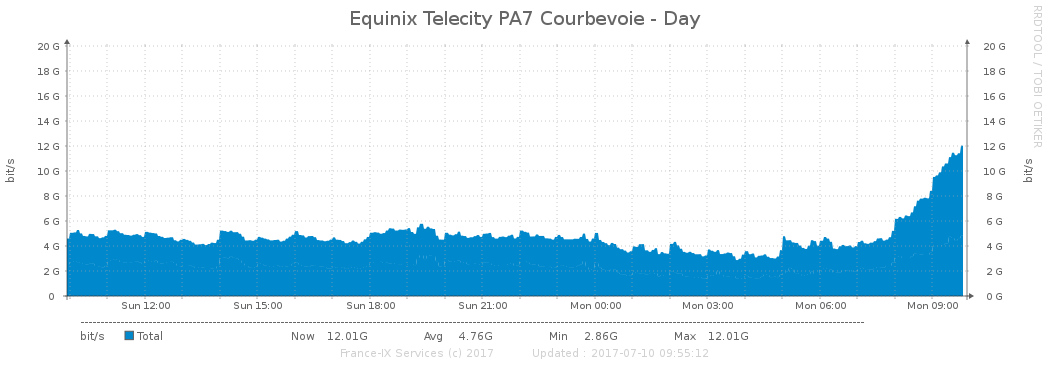 Equinix Telecity PA7 Courbevoie - Day
RRDTOOL / TOBI OETIKER
bit/s
20 G 20 G
18 G 18 G
16 G 16 G
14 G 14 G
12 G 12 G
10 G 10 G
8 G 8 G
6 G 6 G
4 G 4 G
2 G 2 G
0 0 G
bit/s
Sun 12:00 Sun 15:00 Sun 18:00 Sun 21:00 Mon 00:00 Mon 03:00 Mon 06:00 Mon 09:00
bit/s Total Now 12.01G Avg 4.76G Min 2.86G Max 12.01G
France-IX Services (c) 2017 Updated : 2017-07-10 09:55:12